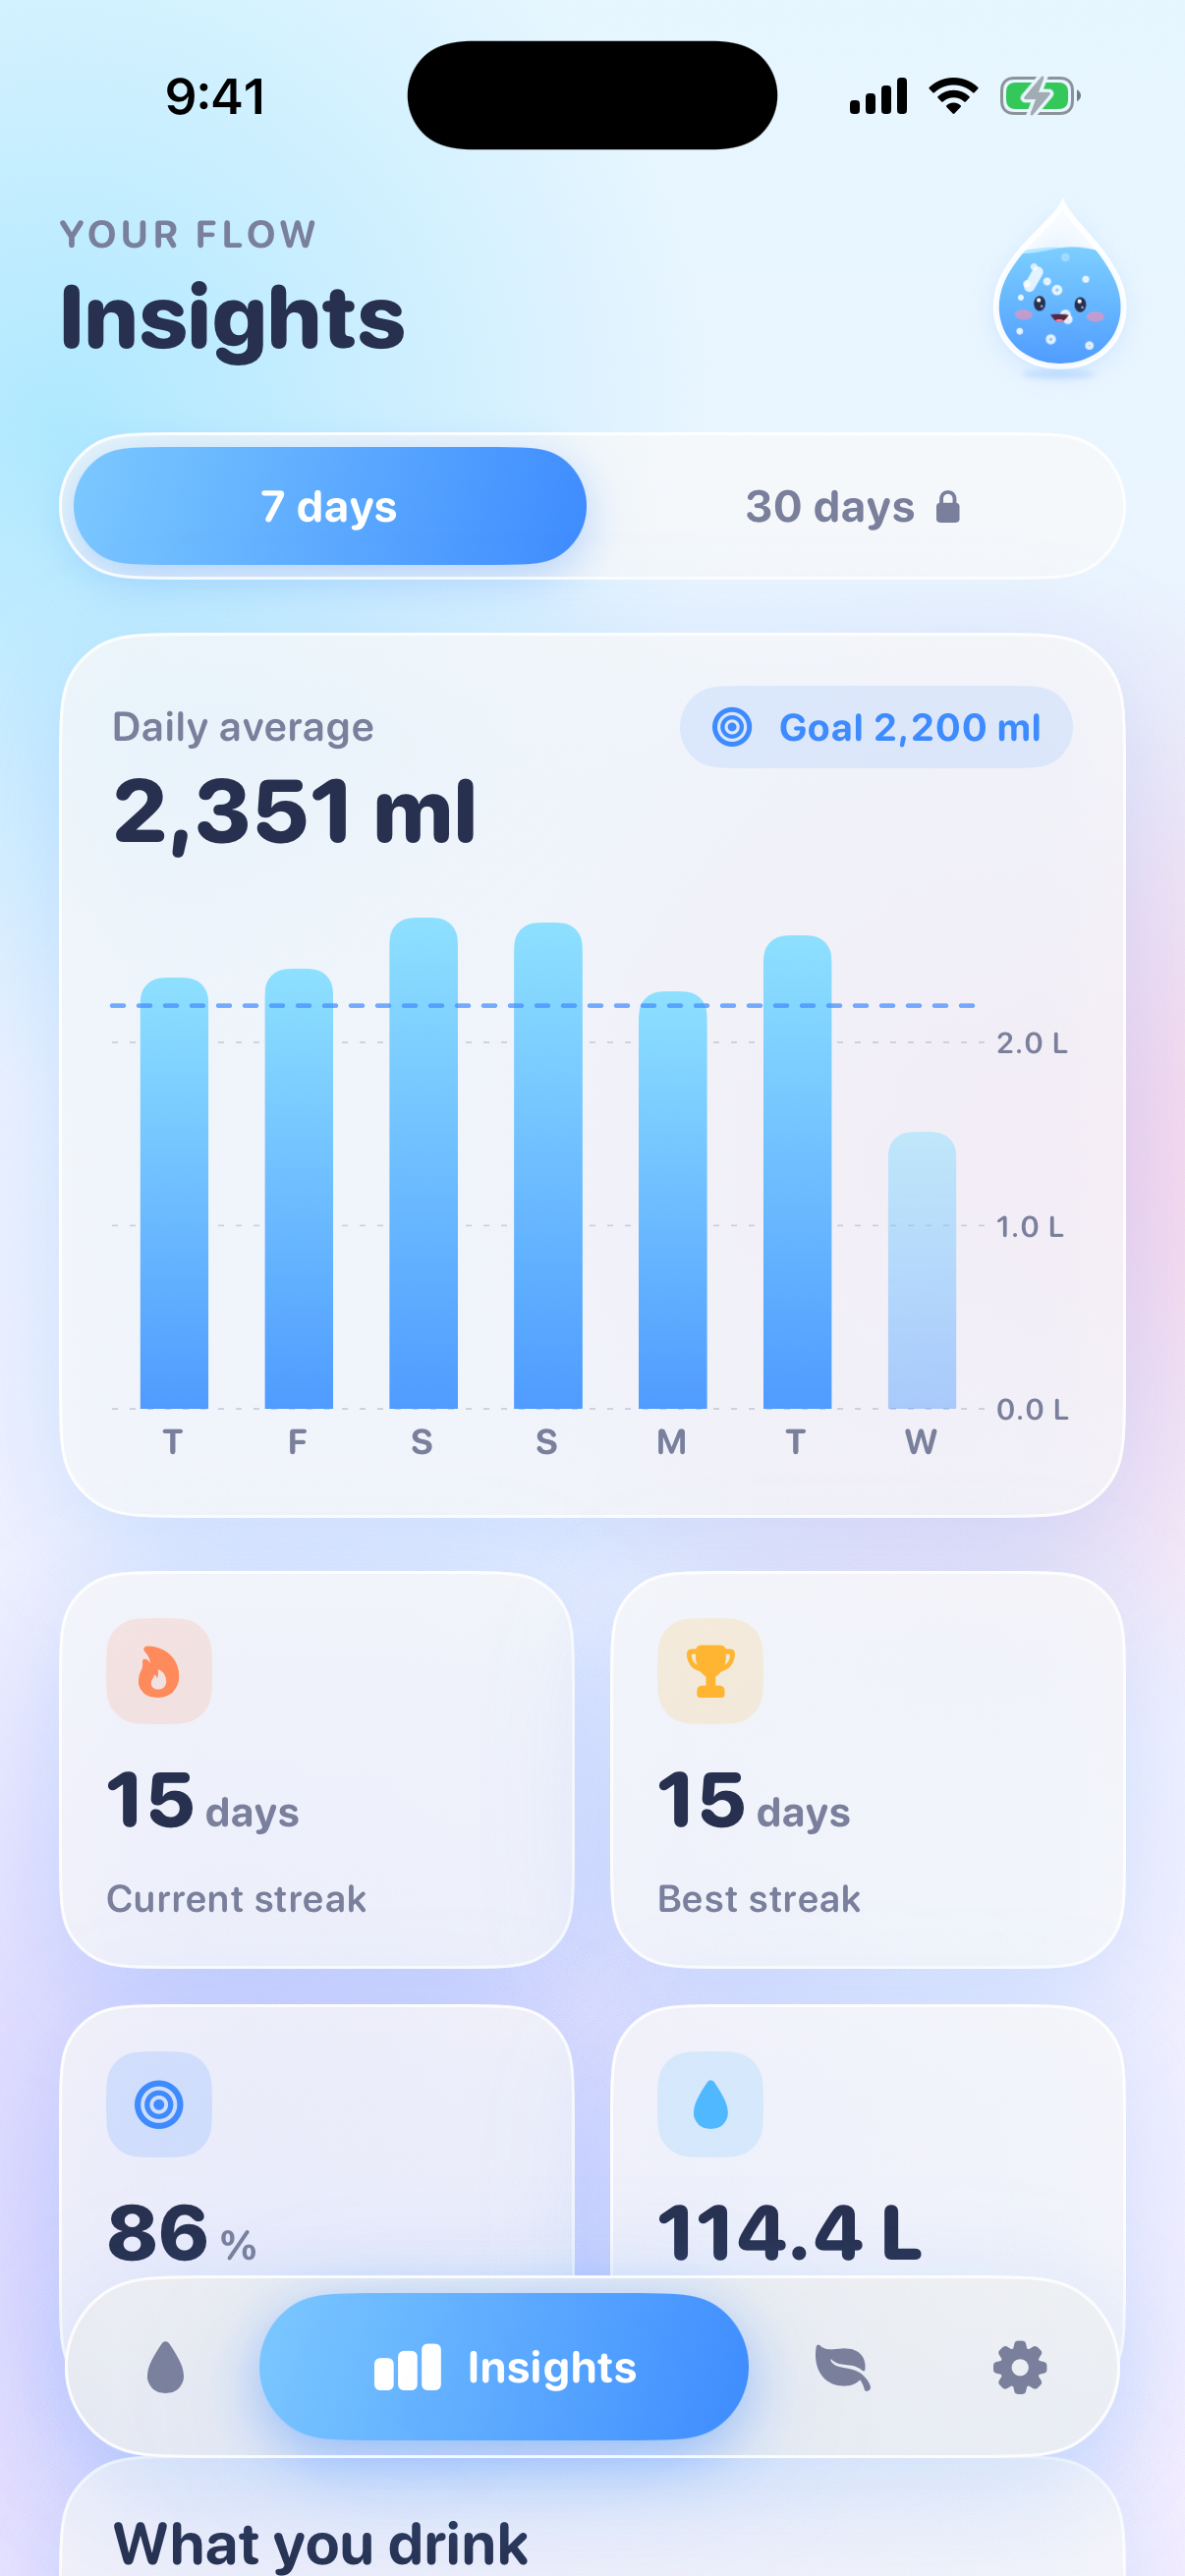 9:41
YOUR FLOW
Insights
7 days
30 days
Daily average
Goal 2,200 ml
2,351 ml
2.0 L
1.0 L
0.0 L
T F S S M T W
15 days
Current streak
15 days
Best streak
86 %
114.4 L
Insights
What you drink